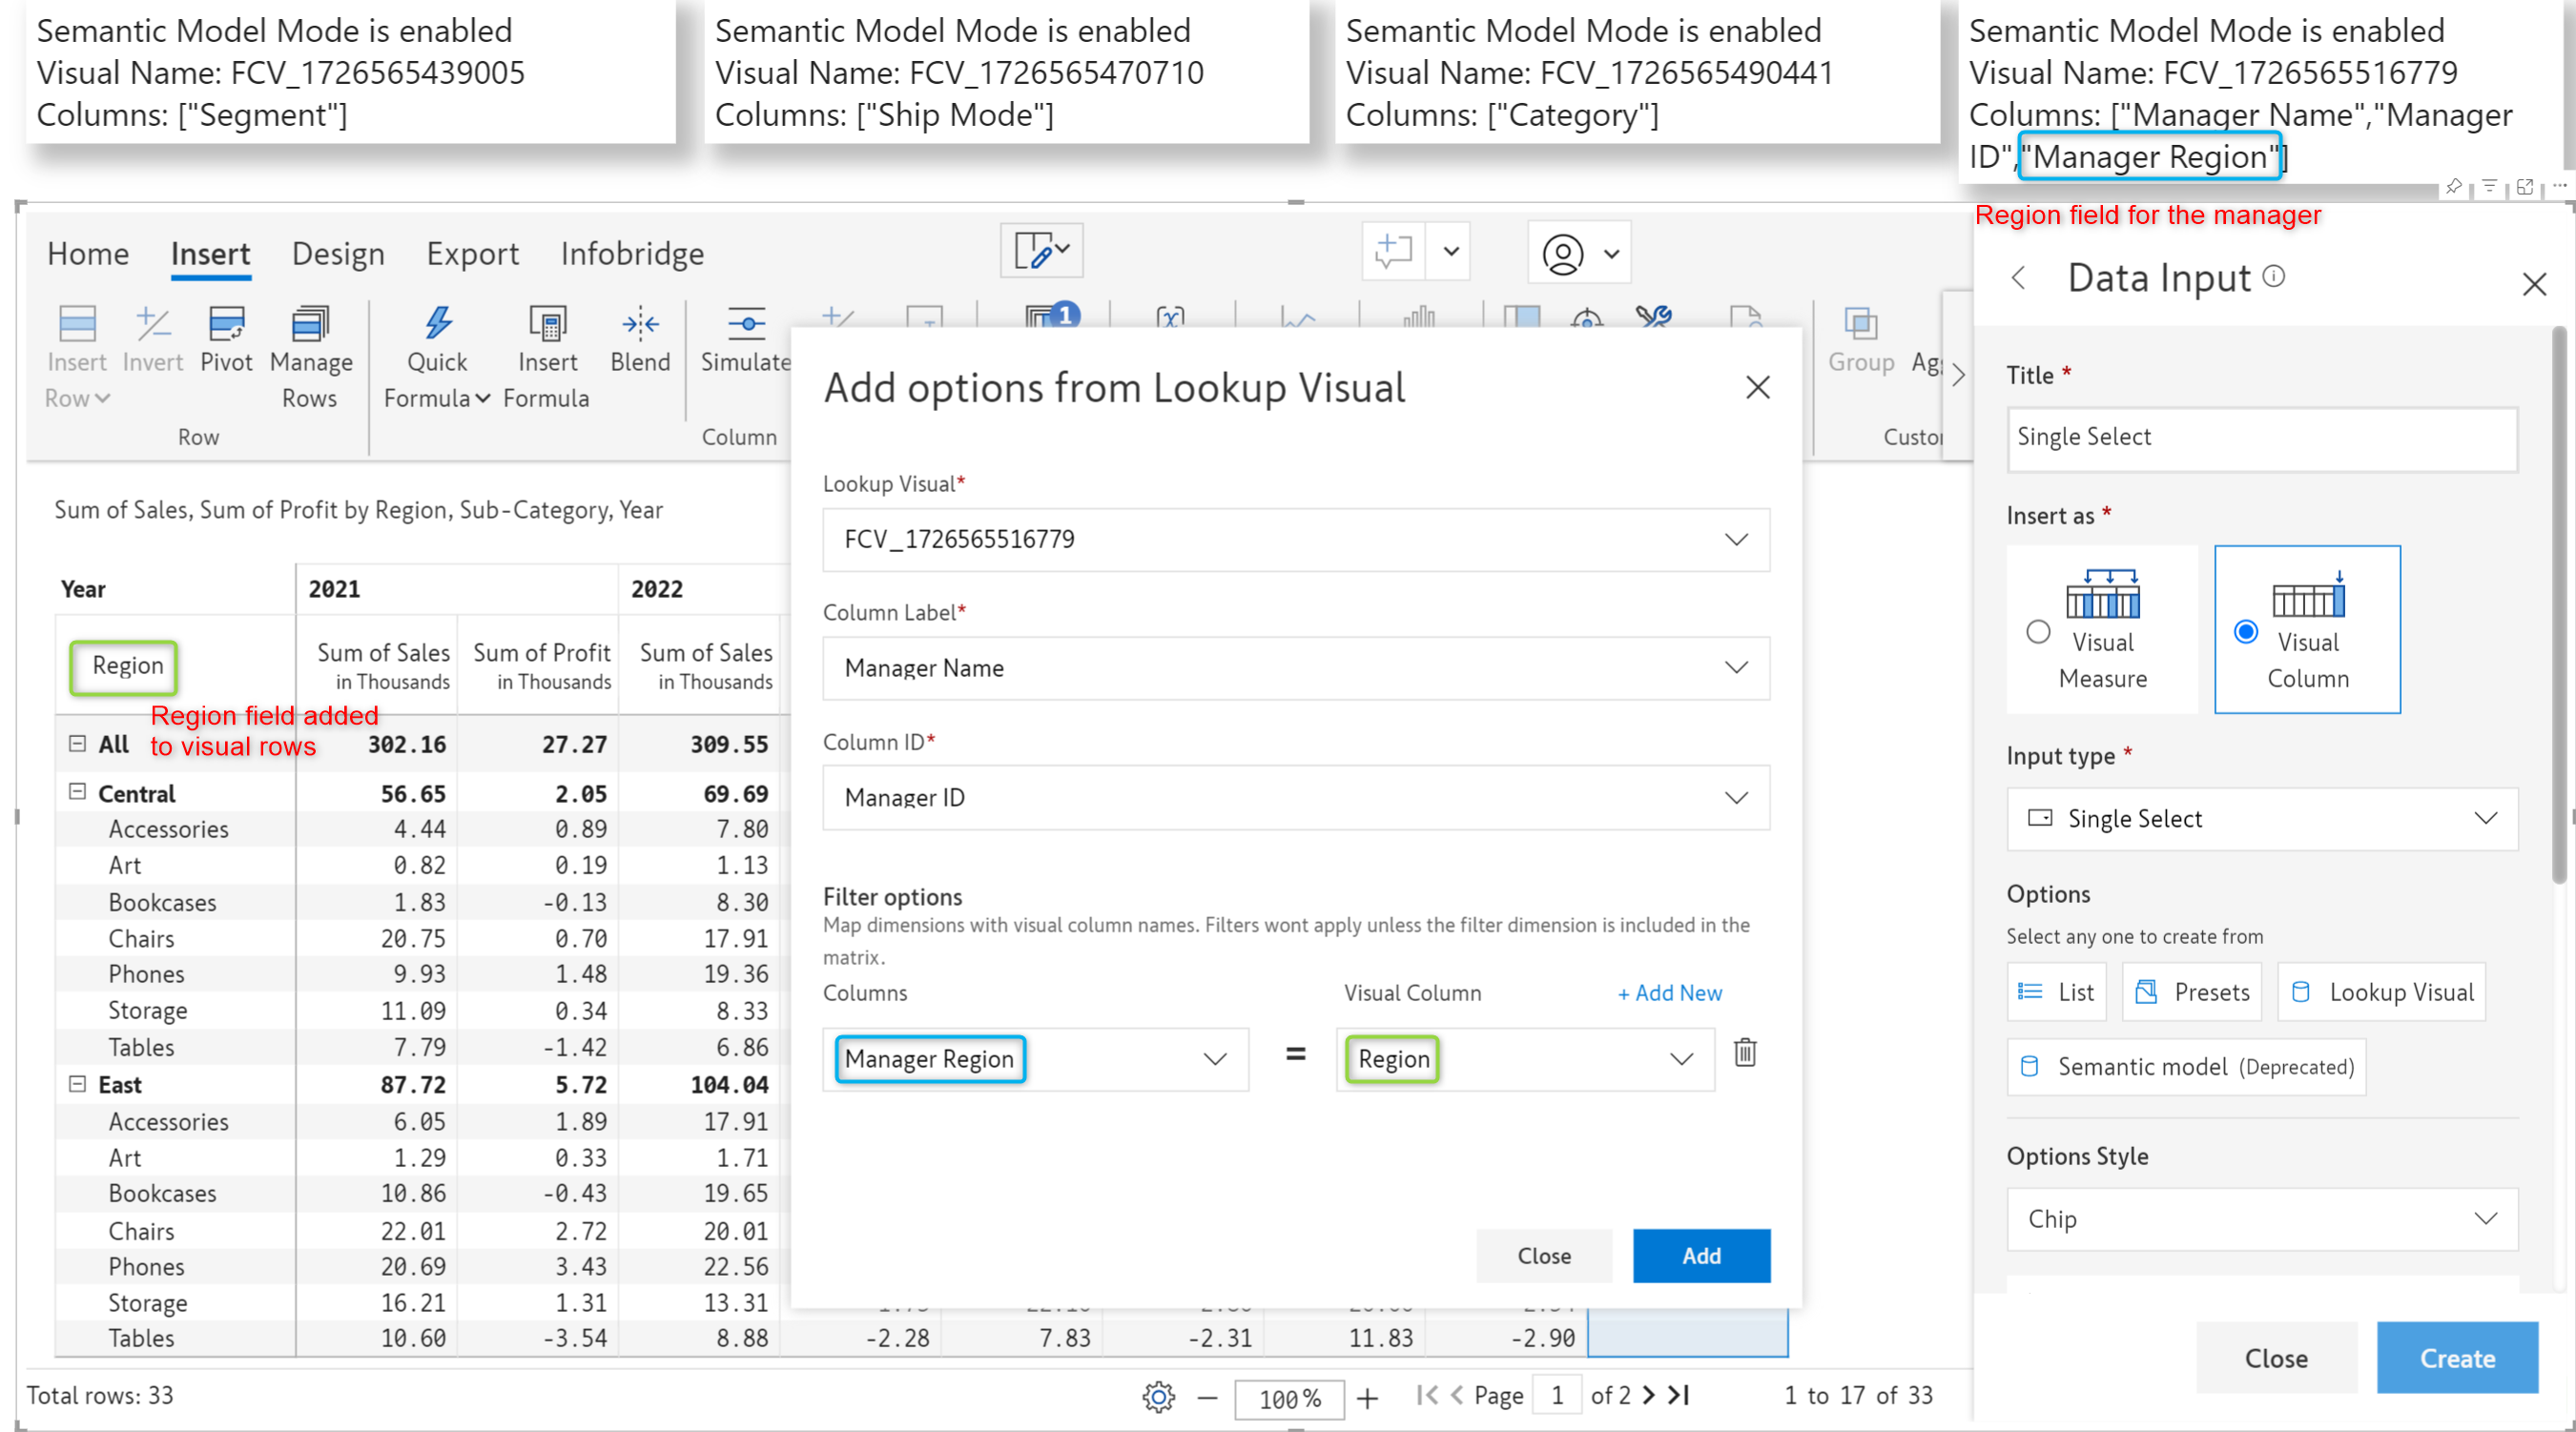 Semantic Model Mode is enabled
Visual Name: FCV_1726565439005
Columns: ["Segment"]
Semantic Model Mode is enabled
Visual Name: FCV_1726565470710
Columns: ["Ship Mode"]
Semantic Model Mode is enabled
Visual Name: FCV_1726565490441
Columns: ["Category"]
Semantic Model Mode is enabled
Visual Name: FCV_1726565516779
Columns: ["Manager Name","Manager
ID","Manager Region"]
Region field for the manager
Home Insert Design Export Infobridge
Insert Row
Invert
Pivot
Manage Rows
Quick Formula
Insert Formula
Blend
Simulate
1
Group
Row
Column
Sum of Sales, Sum of Profit by Region, Sub-Category, Year
Year 2021 2022
Region
Sum of Sales in Thousands
Sum of Profit in Thousands
Sum of Sales in Thousands
Region field added
to visual rows
All 302.16 27.27 309.55
Central 56.65 2.05 69.69
Accessories 4.44 0.89 7.80
Art 0.82 0.19 1.13
Bookcases 1.83 -0.13 8.30
Chairs 20.75 0.70 17.91
Phones 9.93 1.48 19.36
Storage 11.09 0.34 8.33
Tables 7.79 -1.42 6.86
East 87.72 5.72 104.04
Accessories 6.05 1.89 17.91
Art 1.29 0.33 1.71
Bookcases 10.86 -0.43 19.65
Chairs 22.01 2.72 20.01
Phones 20.69 3.43 22.56
Storage 16.21 1.31 13.31
Tables 10.60 -3.54 8.88 -2.28 7.83 -2.31 11.83 -2.90
Total rows: 33
100%
Page 1 of 2
1 to 17 of 33
Add options from Lookup Visual
Lookup Visual*
FCV_1726565516779
Column Label*
Manager Name
Column ID*
Manager ID
Filter options
Map dimensions with visual column names. Filters wont apply unless the filter dimension is included in the
matrix.
Columns
Visual Column
+ Add New
Manager Region = Region
Close
Add
Data Input
Title *
Single Select
Insert as *
Visual Measure
Visual Column
Input type *
Single Select
Options
Select any one to create from
List
Presets
Lookup Visual
Semantic model (Deprecated)
Options Style
Chip
Close
Create